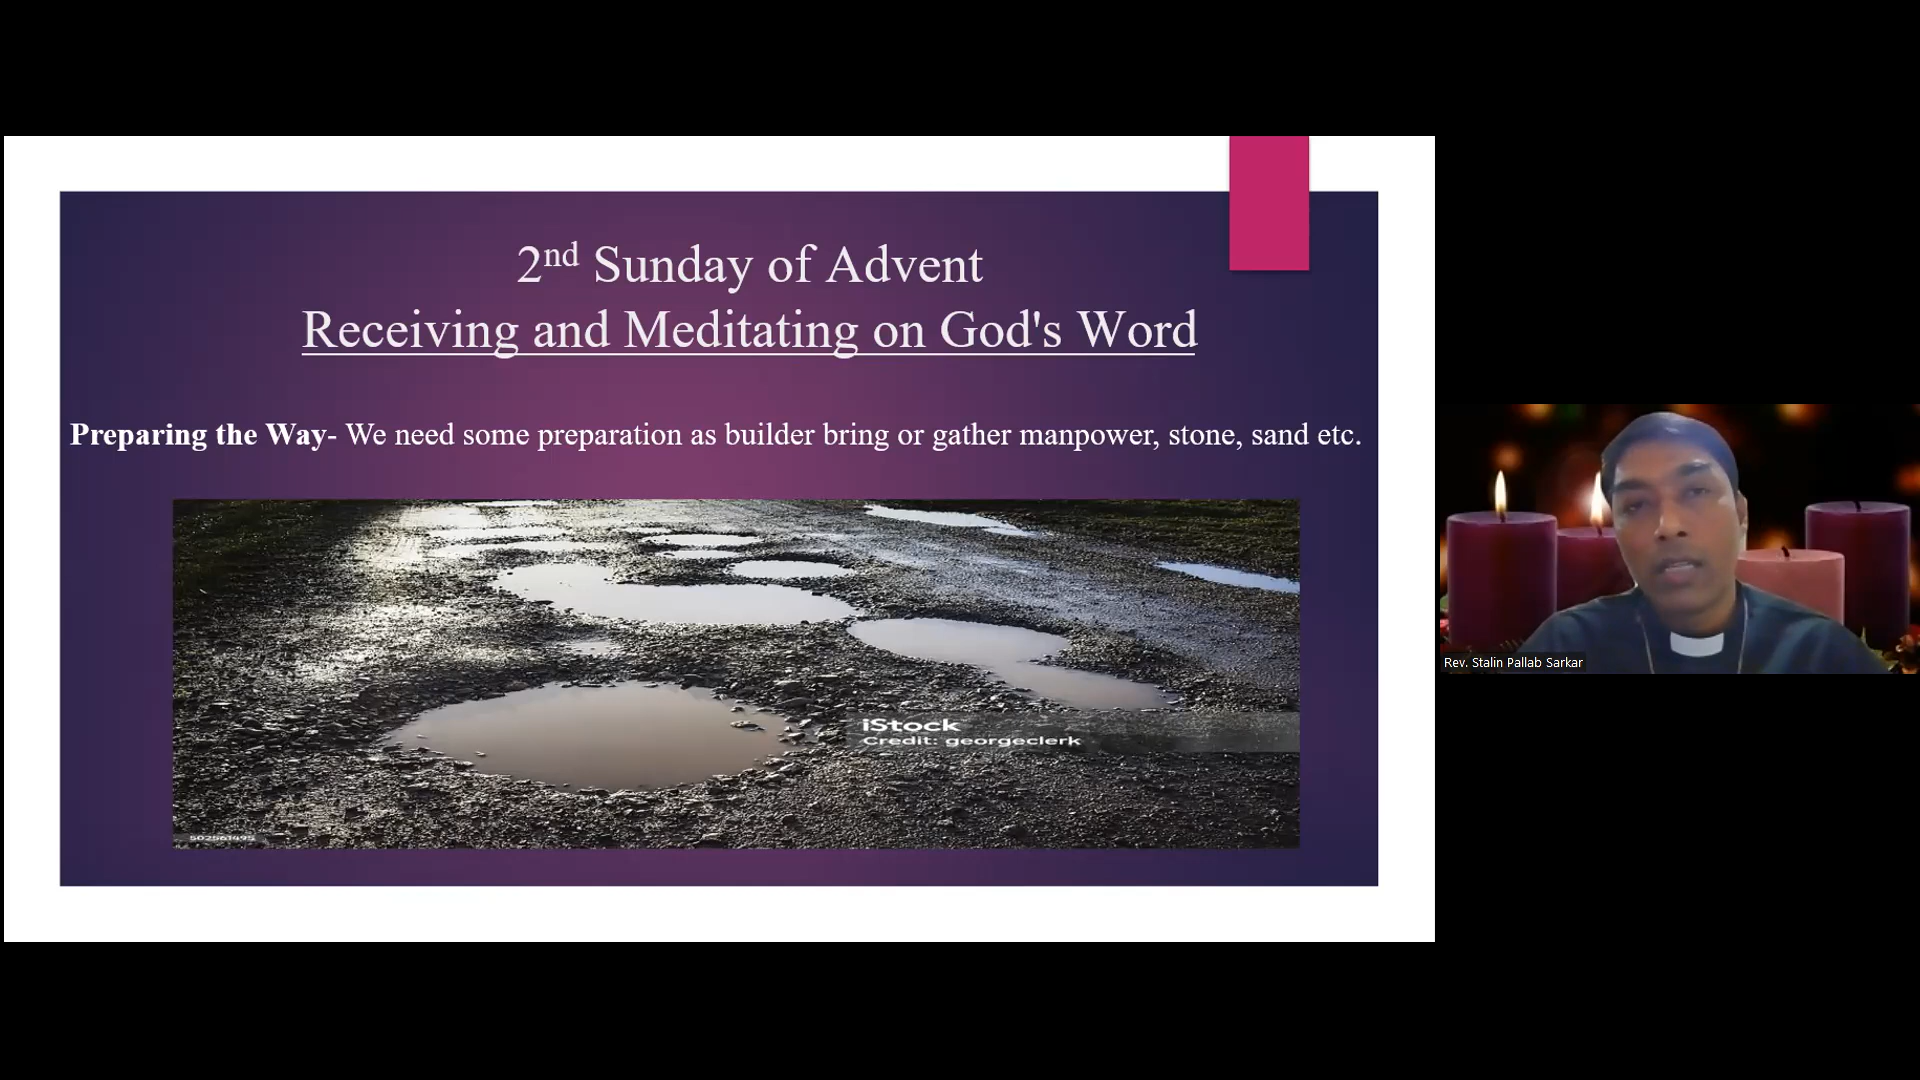 2nd Sunday of Advent
Receiving and Meditating on God's Word
Preparing the Way- We need some preparation as builder bring or gather manpower, stone, sand etc.
iStock
Credit: georgeclerk
502561495
Rev. Stalin Pallab Sarkar